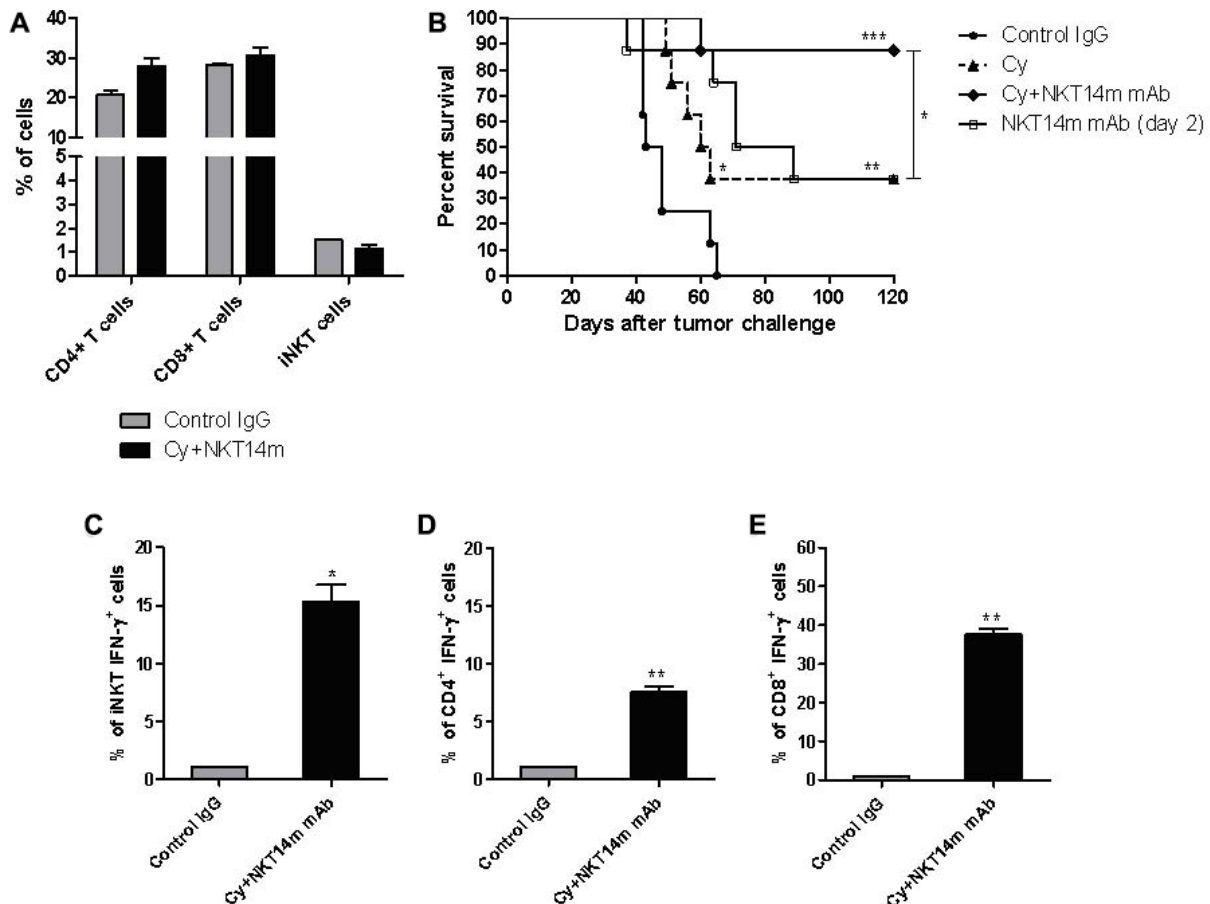 A
% of cells
40
30
20
10
5
4
3
2
1
0
CD4+ T cells
CD8+ T cells
iNKT cells
Control IgG
Cy+NKT14m
B
Percent survival
100
90
80
70
60
50
40
30
20
10
0
0 20 40 60 80 100 120
Days after tumor challenge
***
*
**
*
Control IgG
Cy
Cy+NKT14m mAb
NKT14m mAb (day 2)
C
% of iNKT IFN-γ+ cells
20
15
10
5
0
*
Control IgG
Cy+NKT14m mAb
D
% of CD4+ IFN-γ+ cells
20
15
10
5
0
**
Control IgG
Cy+NKT14m mAb
E
% of CD8+ IFN-γ+ cells
60
50
40
30
20
10
0
**
Control IgG
Cy+NKT14m mAb